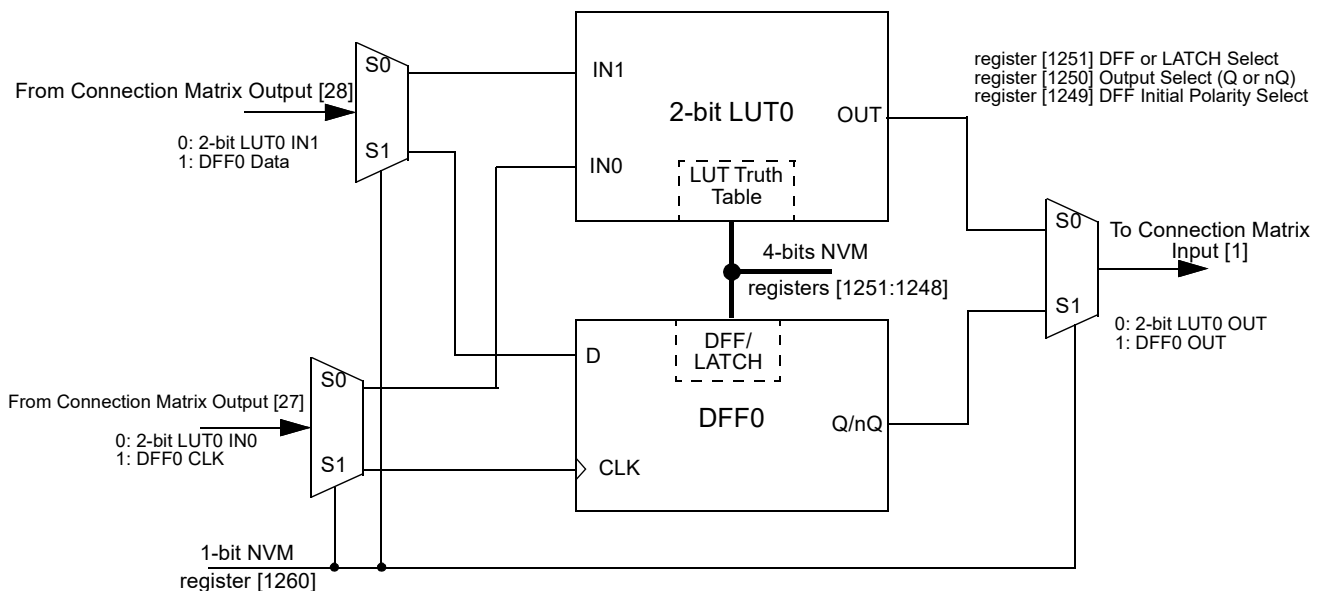 S0
From Connection Matrix Output [28]
0: 2-bit LUT0 IN1
1: DFF0 Data
S1
IN1
2-bit LUT0
OUT
IN0
LUT Truth
Table
register [1251] DFF or LATCH Select
register [1250] Output Select (Q or nQ)
register [1249] DFF Initial Polarity Select
4-bits NVM
registers [1251:1248]
S0
To Connection Matrix
Input [1]
S1
0: 2-bit LUT0 OUT
1: DFF0 OUT
DFF/
LATCH
D
DFF0
Q/nQ
CLK
S0
From Connection Matrix Output [27]
0: 2-bit LUT0 IN0
1: DFF0 CLK
S1
1-bit NVM
register [1260]